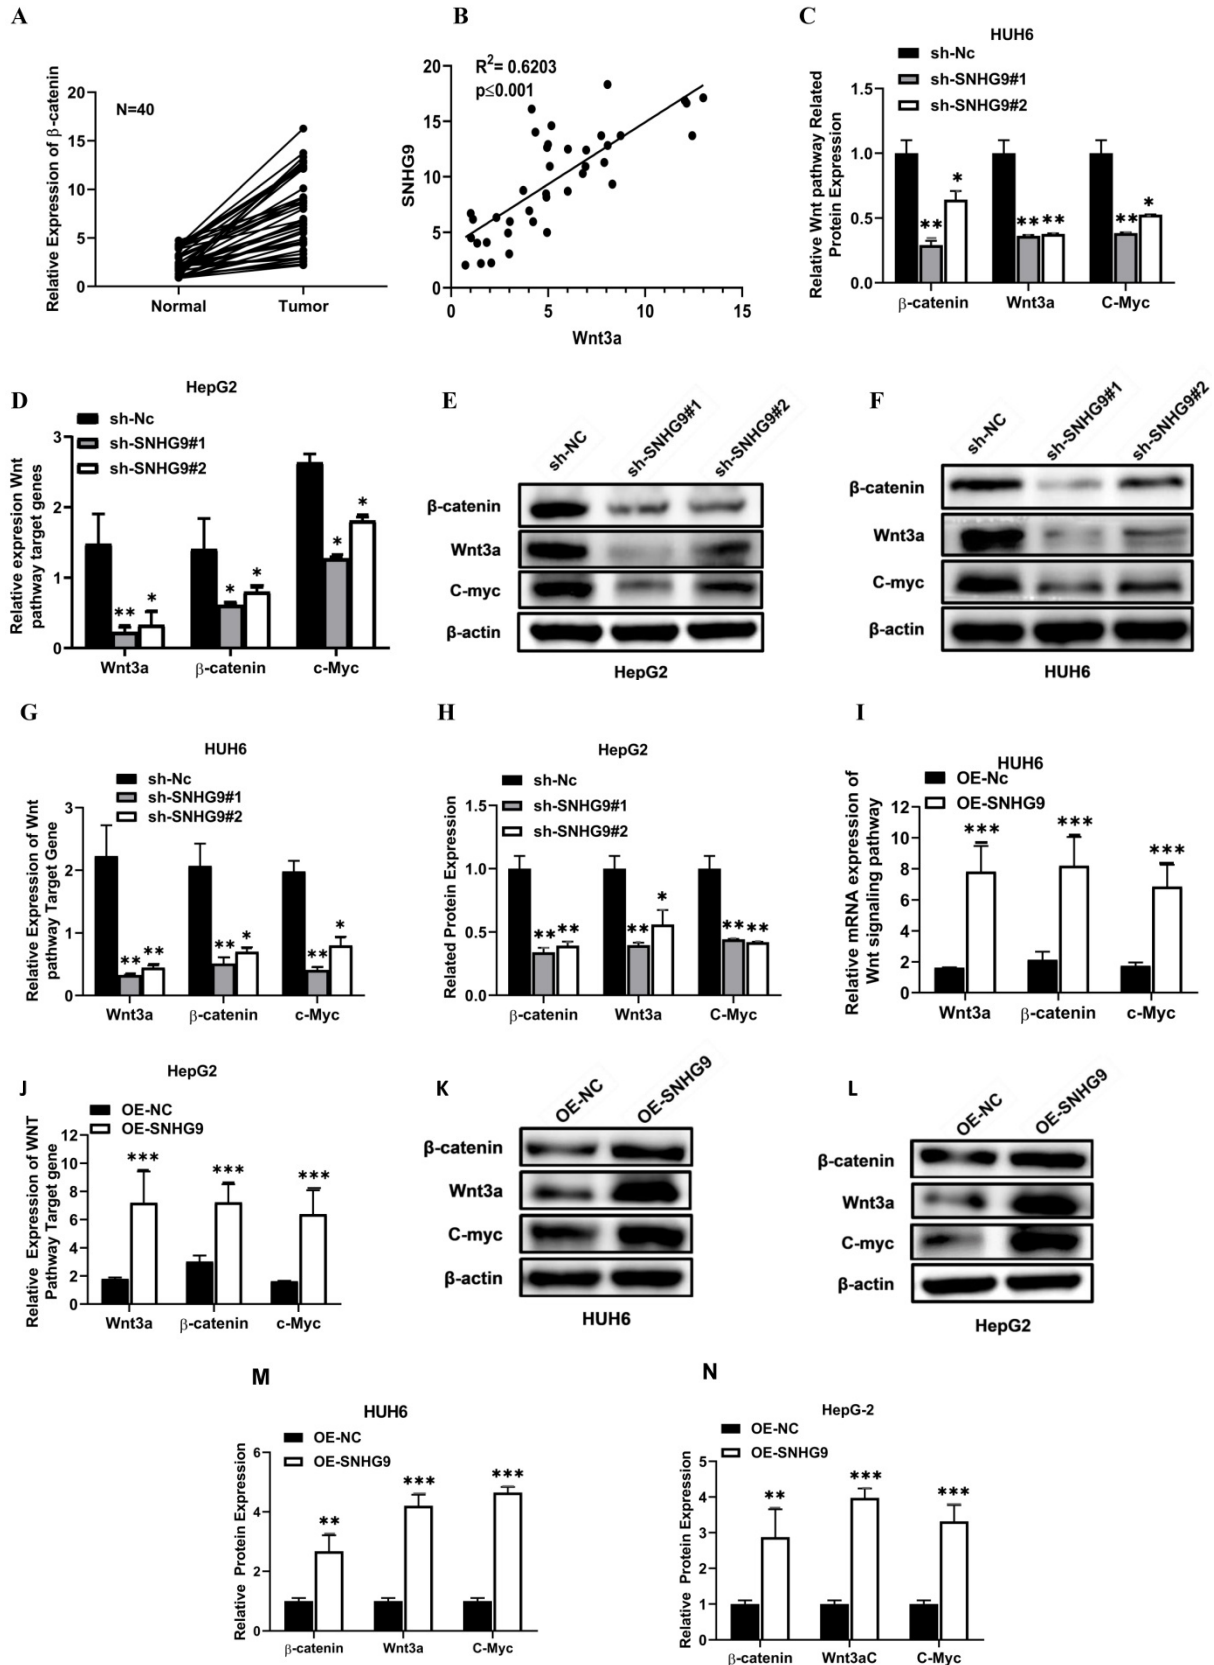 A
Relative Expression of β-catenin
20
15
10
5
0
N=40
Normal
Tumor
B
SNHG9
20
15
10
5
0
R²= 0.6203
p≤0.001
0
5
10
15
Wnt3a
C
HUH6
sh-Nc
sh-SNHG9#1
sh-SNHG9#2
Relative Wnt pathway Related
Protein Expression
1.5
1.0
0.5
0.0
** *
** **
** *
β-catenin
Wnt3a
C-Myc
D
HepG2
sh-Nc
sh-SNHG9#1
sh-SNHG9#2
Relative expression Wnt
pathway target genes
3
2
1
0
** *
* *
* *
Wnt3a
β-catenin
c-Myc
E
sh-NC
sh-SNHG9#1
sh-SNHG9#2
β-catenin
Wnt3a
C-myc
β-actin
HepG2
F
sh-NC
sh-SNHG9#1
sh-SNHG9#2
β-catenin
Wnt3a
C-myc
β-actin
HUH6
G
HUH6
sh-Nc
sh-SNHG9#1
sh-SNHG9#2
Relative Expression of Wnt
pathway Target Gene
3
2
1
0
** **
** *
** *
Wnt3a
β-catenin
c-Myc
H
HepG2
sh-Nc
sh-SNHG9#1
sh-SNHG9#2
Related Protein Expression
1.5
1.0
0.5
0.0
** **
** *
** **
β-catenin
Wnt3a
C-Myc
I
HUH6
OE-Nc
OE-SNHG9
Relative mRNA expression of
Wnt signaling pathway
12
10
8
6
4
2
0
***
***
***
Wnt3a
β-catenin
c-Myc
J
HepG2
OE-NC
OE-SNHG9
Relative Expression of WNT
Pathway Target gene
12
10
8
6
4
2
0
***
***
***
Wnt3a
β-catenin
c-Myc
K
OE-NC
OE-SNHG9
β-catenin
Wnt3a
C-myc
β-actin
HUH6
L
OE-NC
OE-SNHG9
β-catenin
Wnt3a
C-myc
β-actin
HepG2
M
HUH6
OE-NC
OE-SNHG9
Relative Protein Expression
6
4
2
0
**
***
***
β-catenin
Wnt3a
C-Myc
N
HepG-2
OE-NC
OE-SNHG9
Relative Protein Expression
5
4
3
2
1
0
**
***
***
β-catenin
Wnt3aC
C-Myc